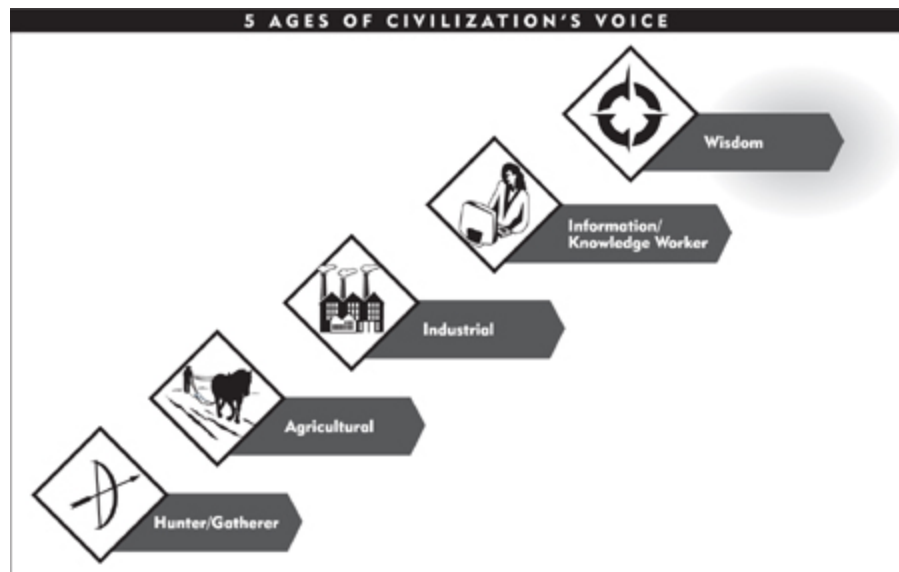 5 AGES OF CIVILIZATION'S VOICE
Wisdom
Information/
Knowledge Worker
Industrial
Agricultural
Hunter/Gatherer